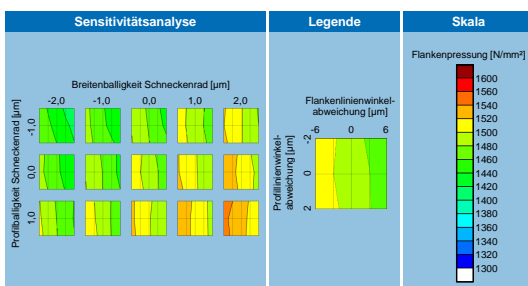 Sensitivitätsanalyse
Legende
Skala
Breitenballigkeit Schneckenrad [µm]
-2,0 -1,0 0,0 1,0 2,0
Profilballigkeit Schneckenrad [µm]
-1,0
0,0
1,0
Flankenlinienwinkel-
abweichung [µm]
-6 0 6
Profillinienwinkel-
abweichung [µm]
-2
0
2
Flankenpressung [N/mm²]
1600
1560
1540
1520
1500
1480
1460
1440
1420
1400
1380
1360
1340
1320
1300